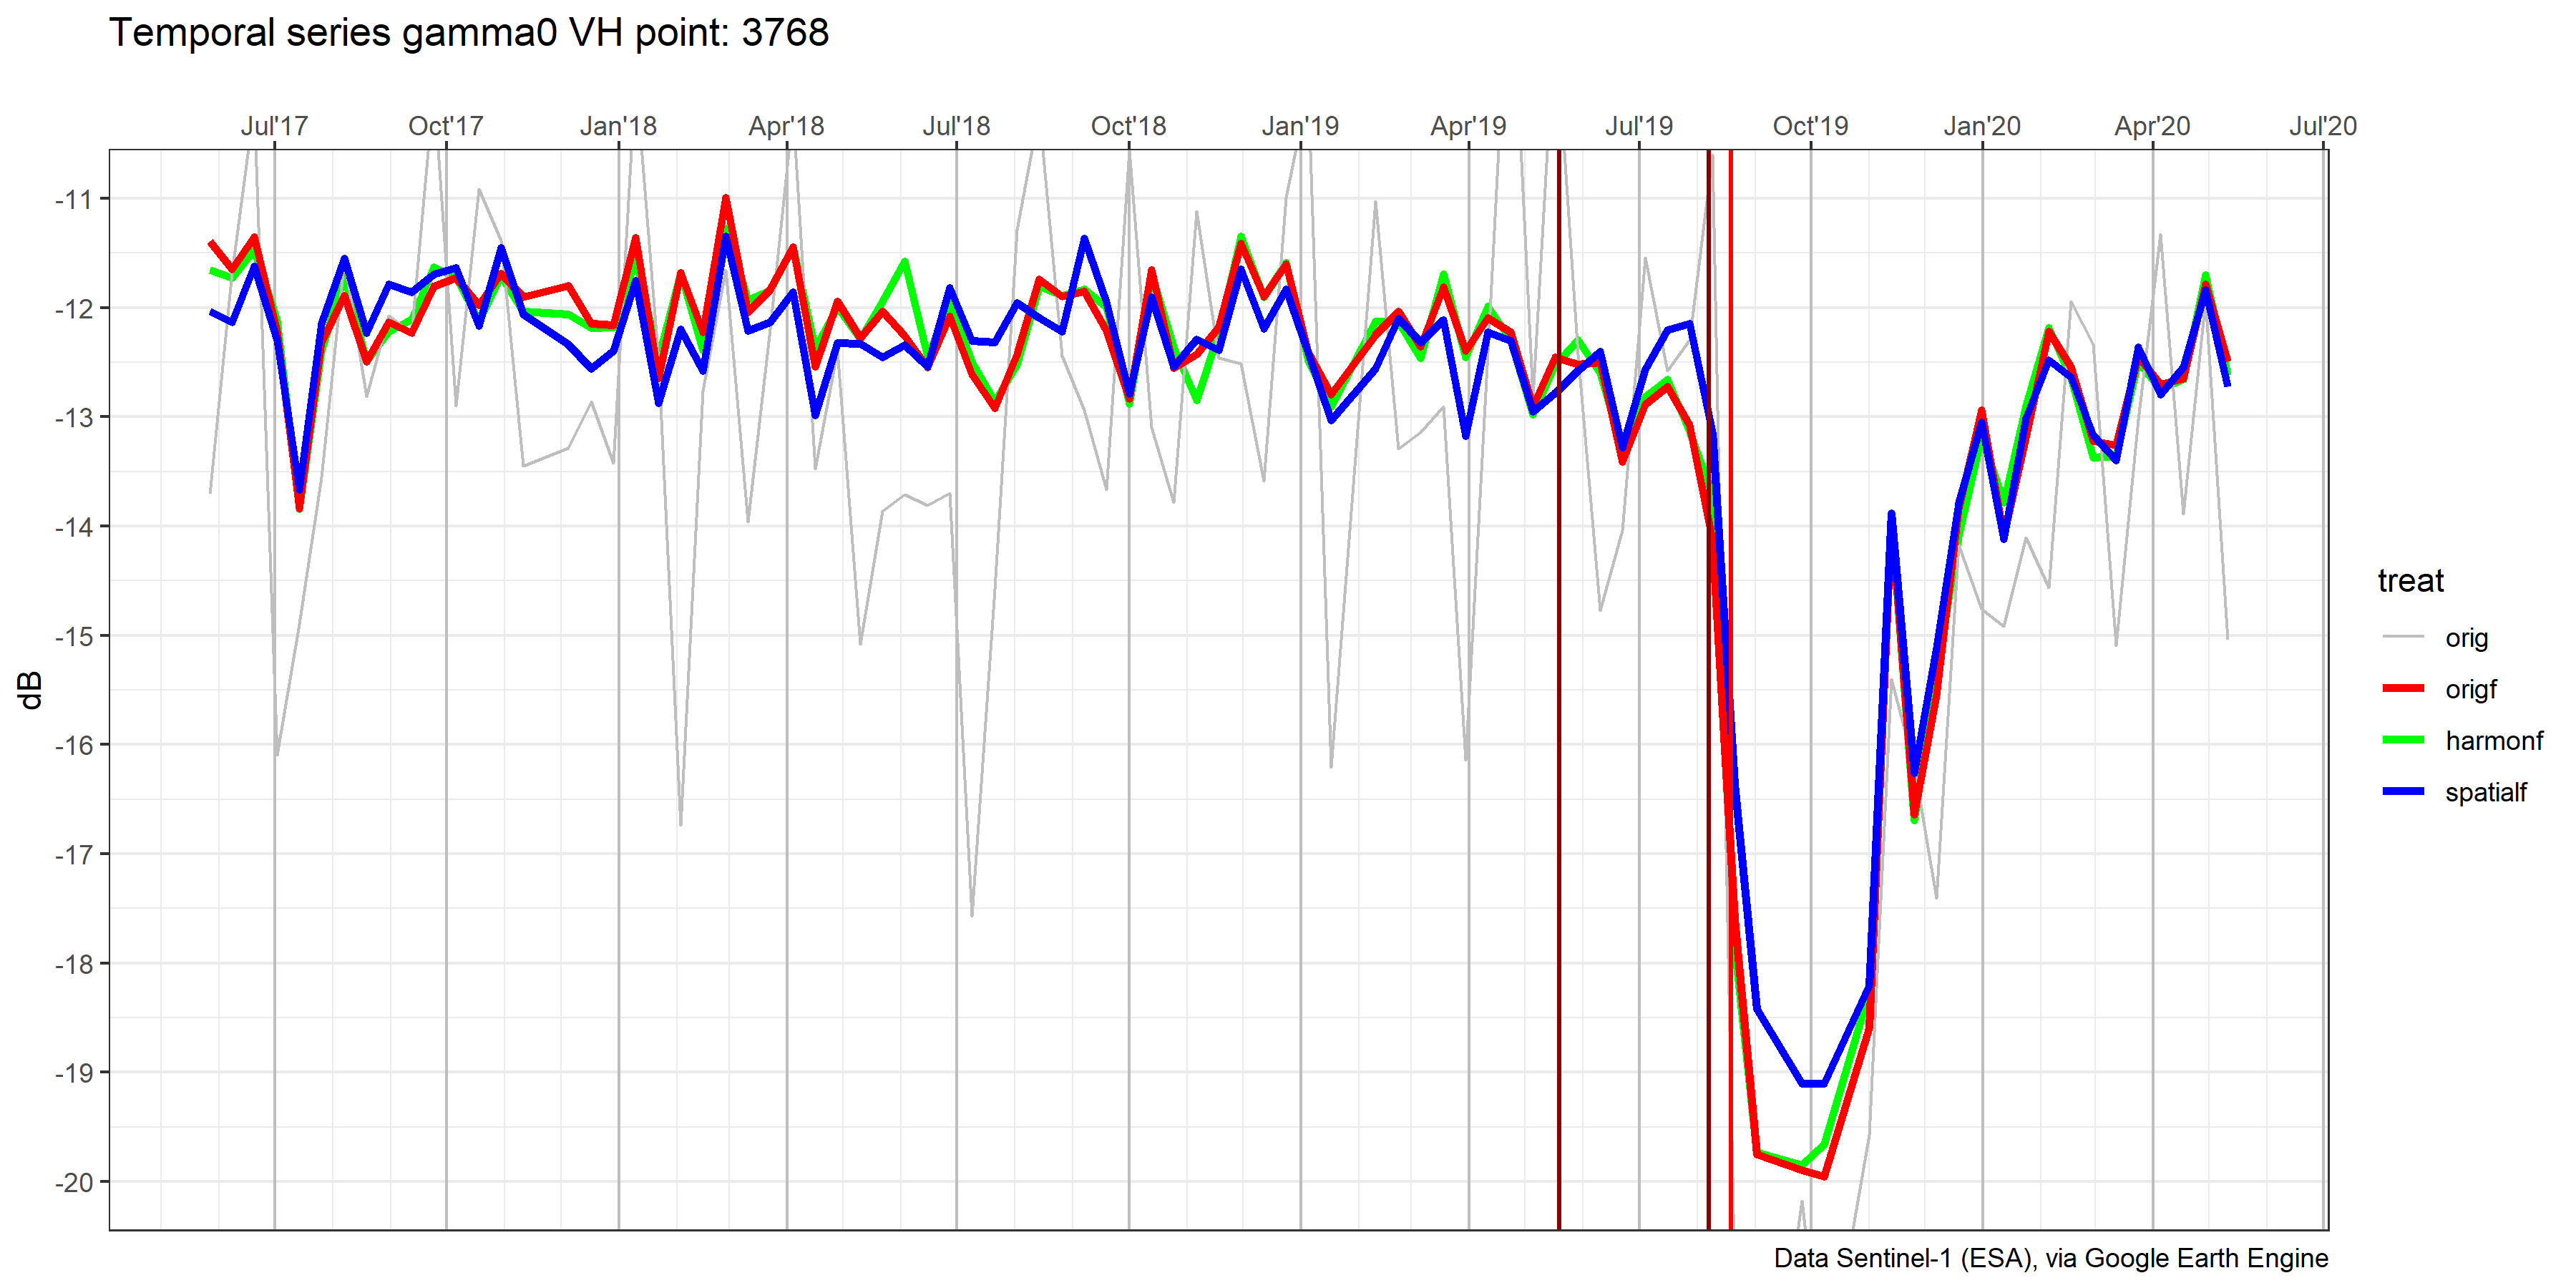 Temporal series gamma0 VH point: 3768
Jul'17 Oct'17 Jan'18 Apr'18 Jul'18 Oct'18 Jan'19 Apr'19 Jul'19 Oct'19 Jan'20 Apr'20 Jul'20
-11
-12
-13
-14
-15
-16
-17
-18
-19
-20
dB
treat
orig
origf
harmonf
spatialf
Data Sentinel-1 (ESA), via Google Earth Engine